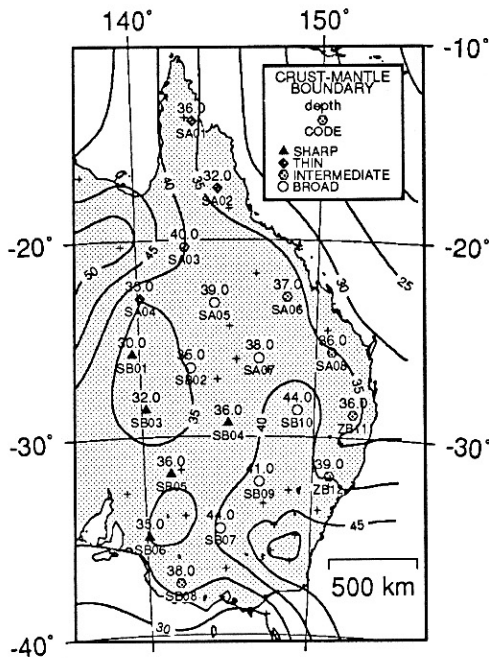 140° 150°
-10°
CRUST-MANTLE
BOUNDARY
depth
CODE
SHARP
THIN
INTERMEDIATE
BROAD
36.0
SA01
40
35
32.0
SA02
-20°
40.0
SA03
45
50
30
25
35.0
SA04
39.0
SA05
37.0
SA06
30.0
SB01
35.0
SB02
38.0
SA07
36.0
SA08
32.0
SB03
35
36.0
SB04
40
44.0
SB10
35
36.0
ZB11
-30°
36.0
SB05
41.0
SB09
39.0
ZB12
35.0
SB06
44.0
SB07
45
38.0
SB08
500 km
30
-40°
140° 150°